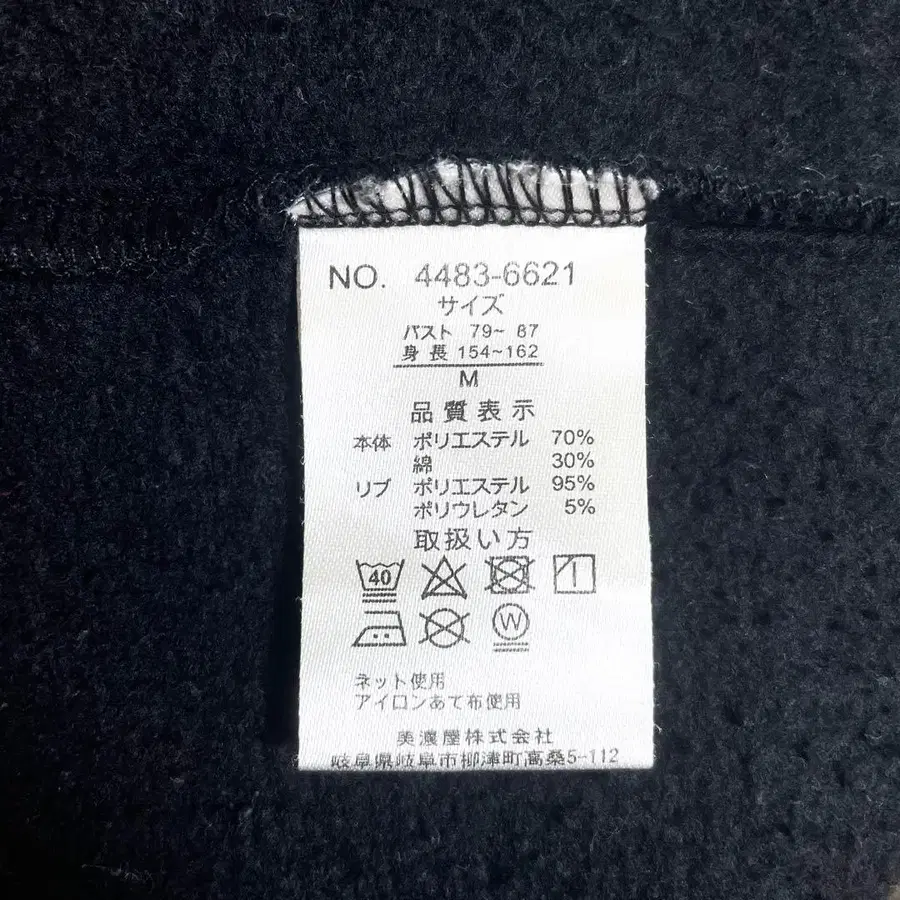 NO. 4483-6621
サイズ
バスト 79~ 87
身長 154~162
M
品質表示
本体 ポリエステル 70%
綿 30%
リブ ポリエステル 95%
ポリウレタン 5%
取扱い方
40
W
ネット使用
アイロンあて布使用
美濃屋株式会社
岐阜県岐阜市柳津町高桑5-112